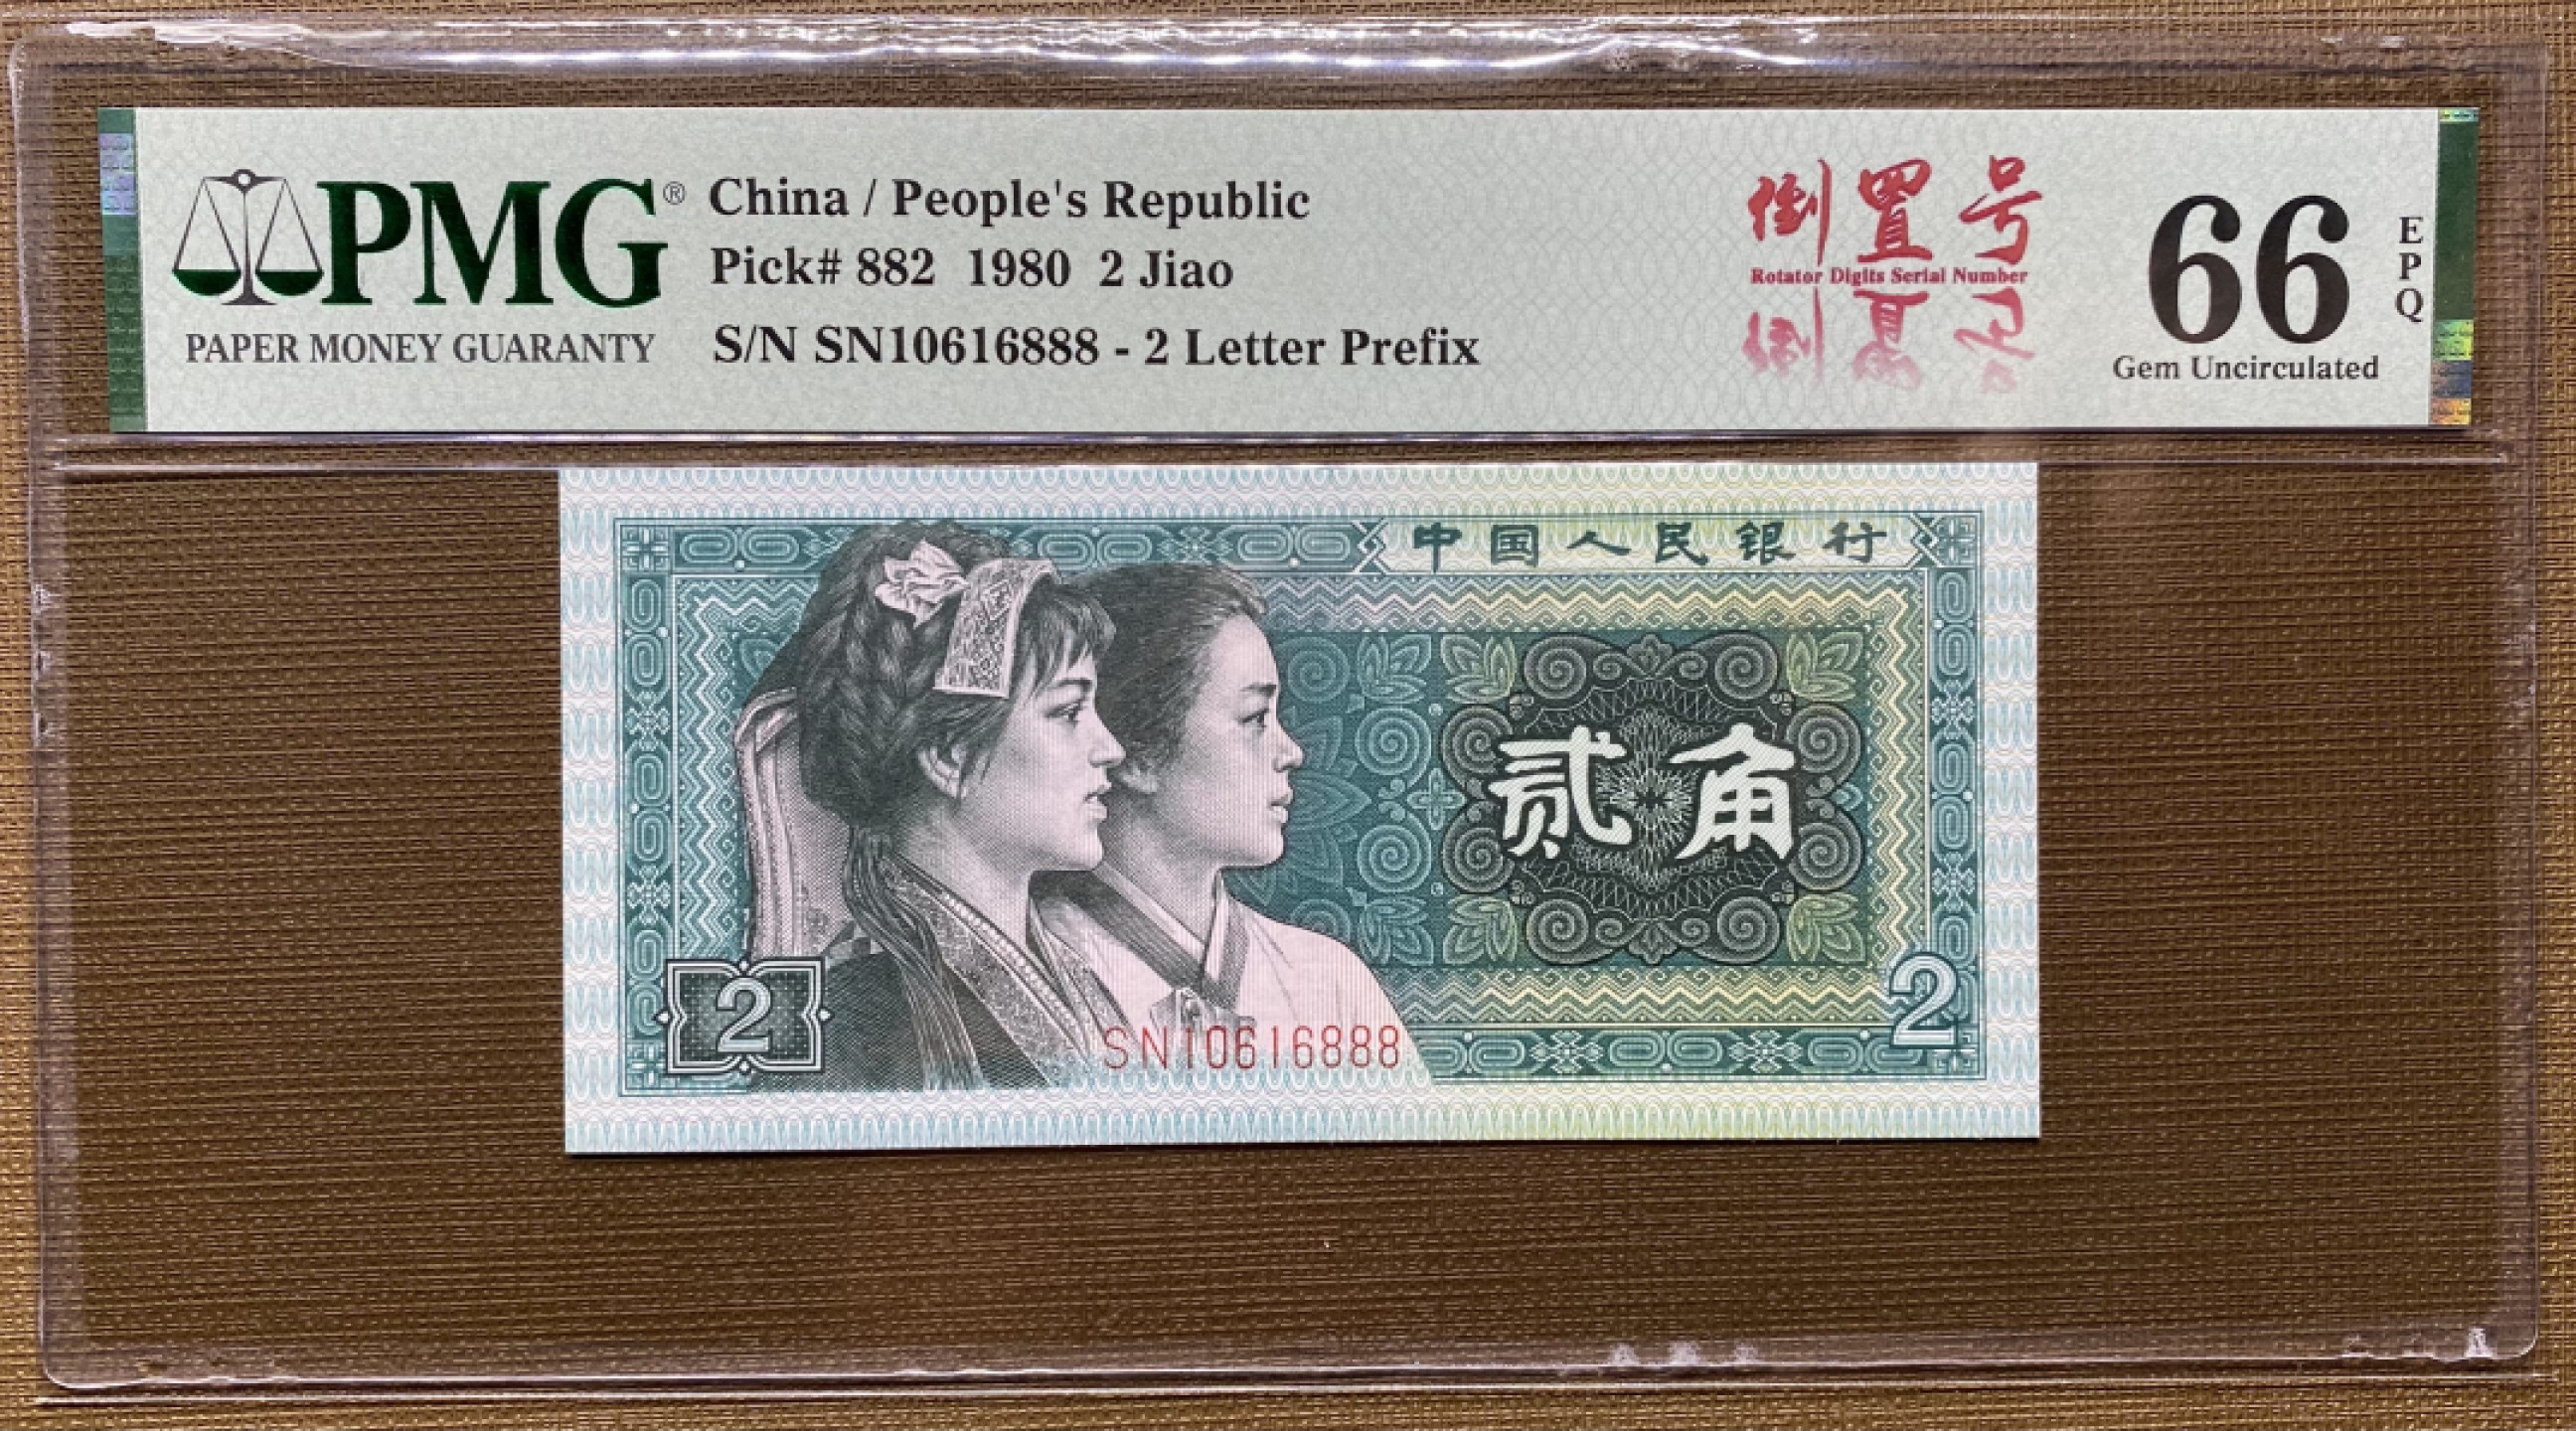 PMG®
PAPER MONEY GUARANTY
China / People's Republic
Pick# 882 1980 2 Jiao
S/N SN10616888 - 2 Letter Prefix
倒置号
Rotator Digits Serial Number
66
EPQ
Gem Uncirculated
中国人民银行
贰角
2
SN10616888
2